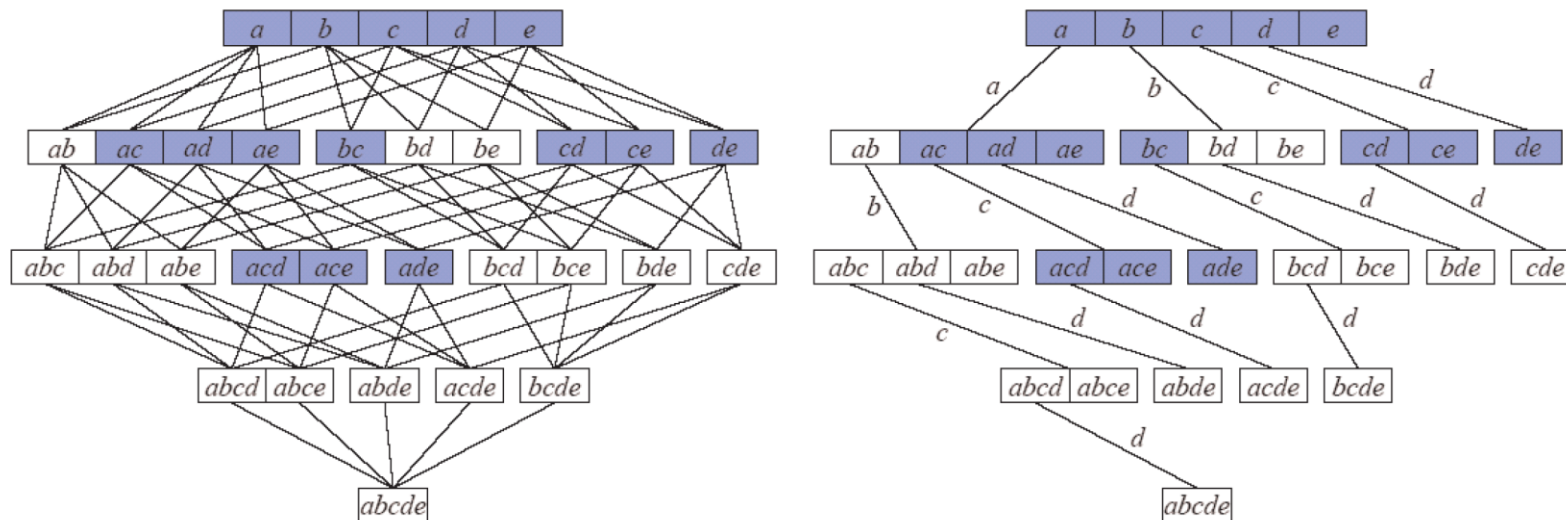 a b c d e a b c d e
a b c d
ab ac ad ae bc bd be cd ce de ab ac ad ae bc bd be cd ce de
b c d c d d
abc abd abe acd ace ade bcd bce bde cde abc abd abe acd ace ade bcd bce bde cde
c d d d
abcd abce abde acde bcde abcd abce abde acde bcde
d
abcde abcde